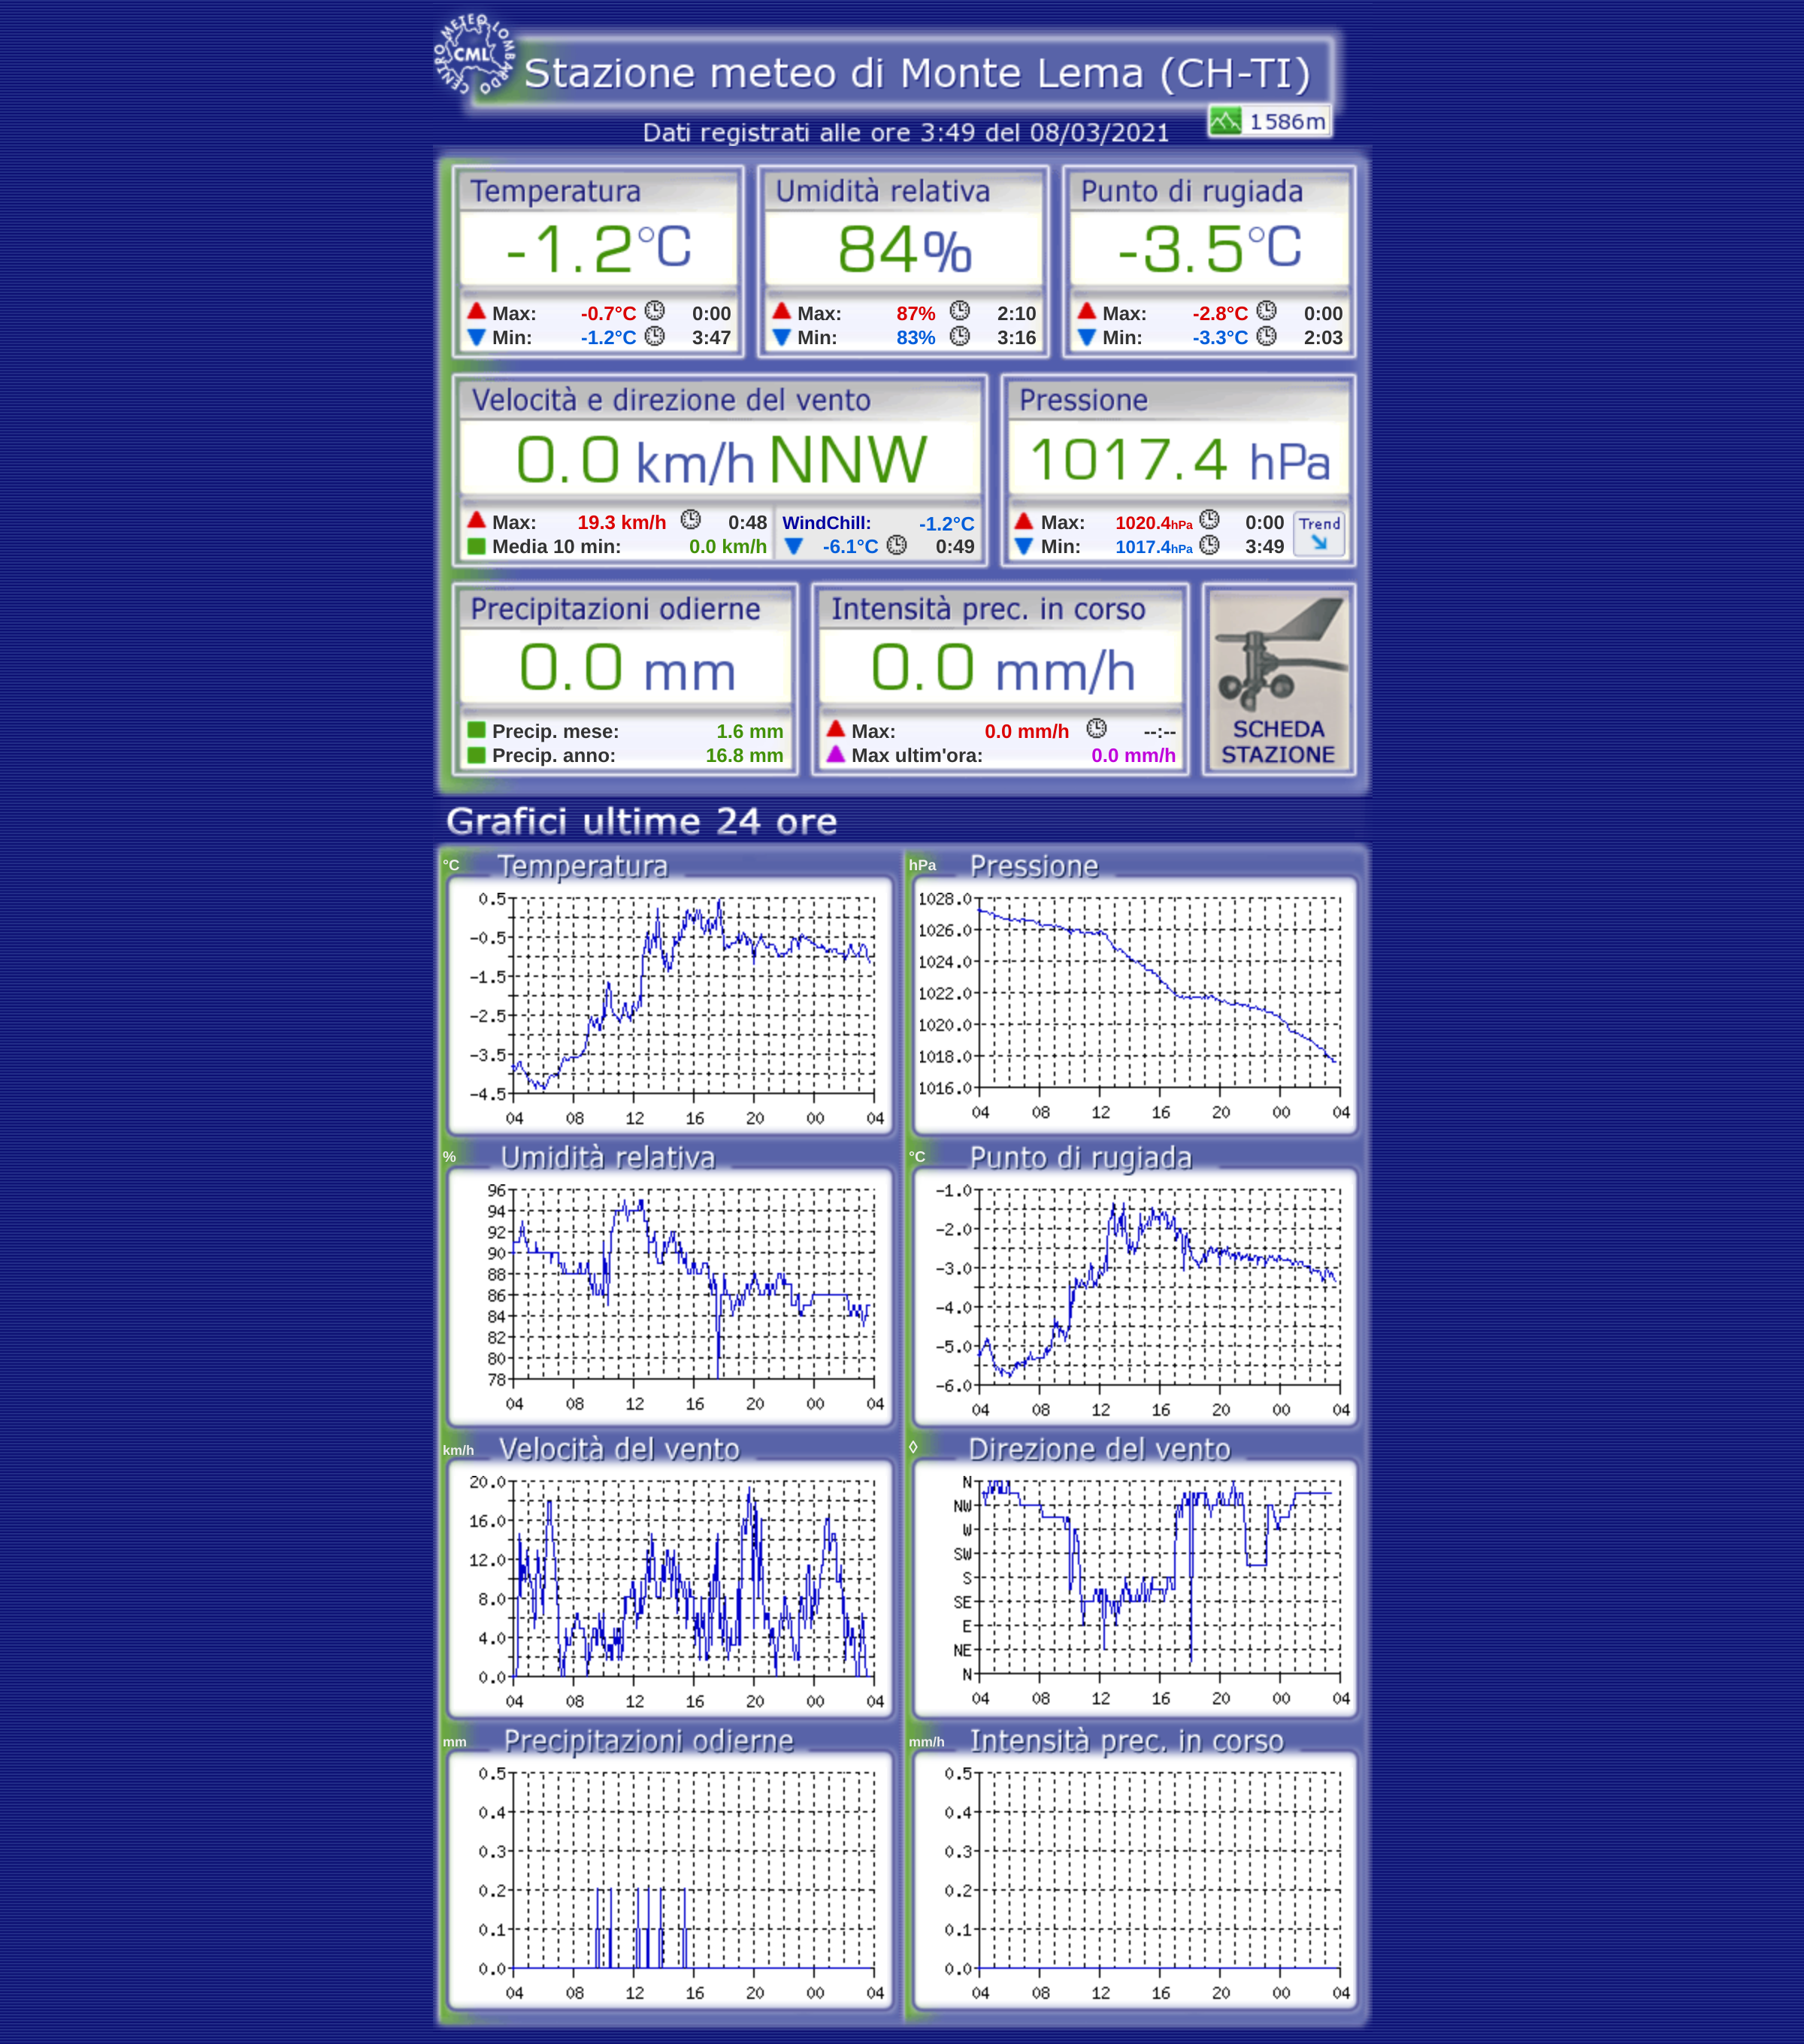 CENTRO METEO LOMBARDO
CML
Stazione meteo di Monte Lema (CH-TI)
1586m
Dati registrati alle ore 3:49 del 08/03/2021
Temperatura
-1.2°C
Max: -0.7°C 0:00
Min: -1.2°C 3:47
Umidità relativa
84%
Max: 87% 2:10
Min: 83% 3:16
Punto di rugiada
-3.5°C
Max: -2.8°C 0:00
Min: -3.3°C 2:03
Velocità e direzione del vento
0.0 km/h NNW
Max: 19.3 km/h 0:48
Media 10 min: 0.0 km/h
WindChill: -1.2°C
-6.1°C 0:49
Pressione
1017.4 hPa
Max: 1020.4hPa 0:00
Min: 1017.4hPa 3:49
Trend
Precipitazioni odierne
0.0 mm
Precip. mese: 1.6 mm
Precip. anno: 16.8 mm
Intensità prec. in corso
0.0 mm/h
Max: 0.0 mm/h --:--
Max ultim'ora: 0.0 mm/h
SCHEDA
STAZIONE
Grafici ultime 24 ore
°C Temperatura
0.5
-0.5
-1.5
-2.5
-3.5
-4.5
04 08 12 16 20 00 04
hPa Pressione
1028.0
1026.0
1024.0
1022.0
1020.0
1018.0
1016.0
04 08 12 16 20 00 04
% Umidità relativa
96
94
92
90
88
86
84
82
80
78
04 08 12 16 20 00 04
°C Punto di rugiada
-1.0
-2.0
-3.0
-4.0
-5.0
-6.0
04 08 12 16 20 00 04
km/h Velocità del vento
20.0
16.0
12.0
8.0
4.0
0.0
04 08 12 16 20 00 04
◊ Direzione del vento
N
NW
W
SW
S
SE
E
NE
N
04 08 12 16 20 00 04
mm Precipitazioni odierne
0.5
0.4
0.3
0.2
0.1
0.0
04 08 12 16 20 00 04
mm/h Intensità prec. in corso
0.5
0.4
0.3
0.2
0.1
0.0
04 08 12 16 20 00 04